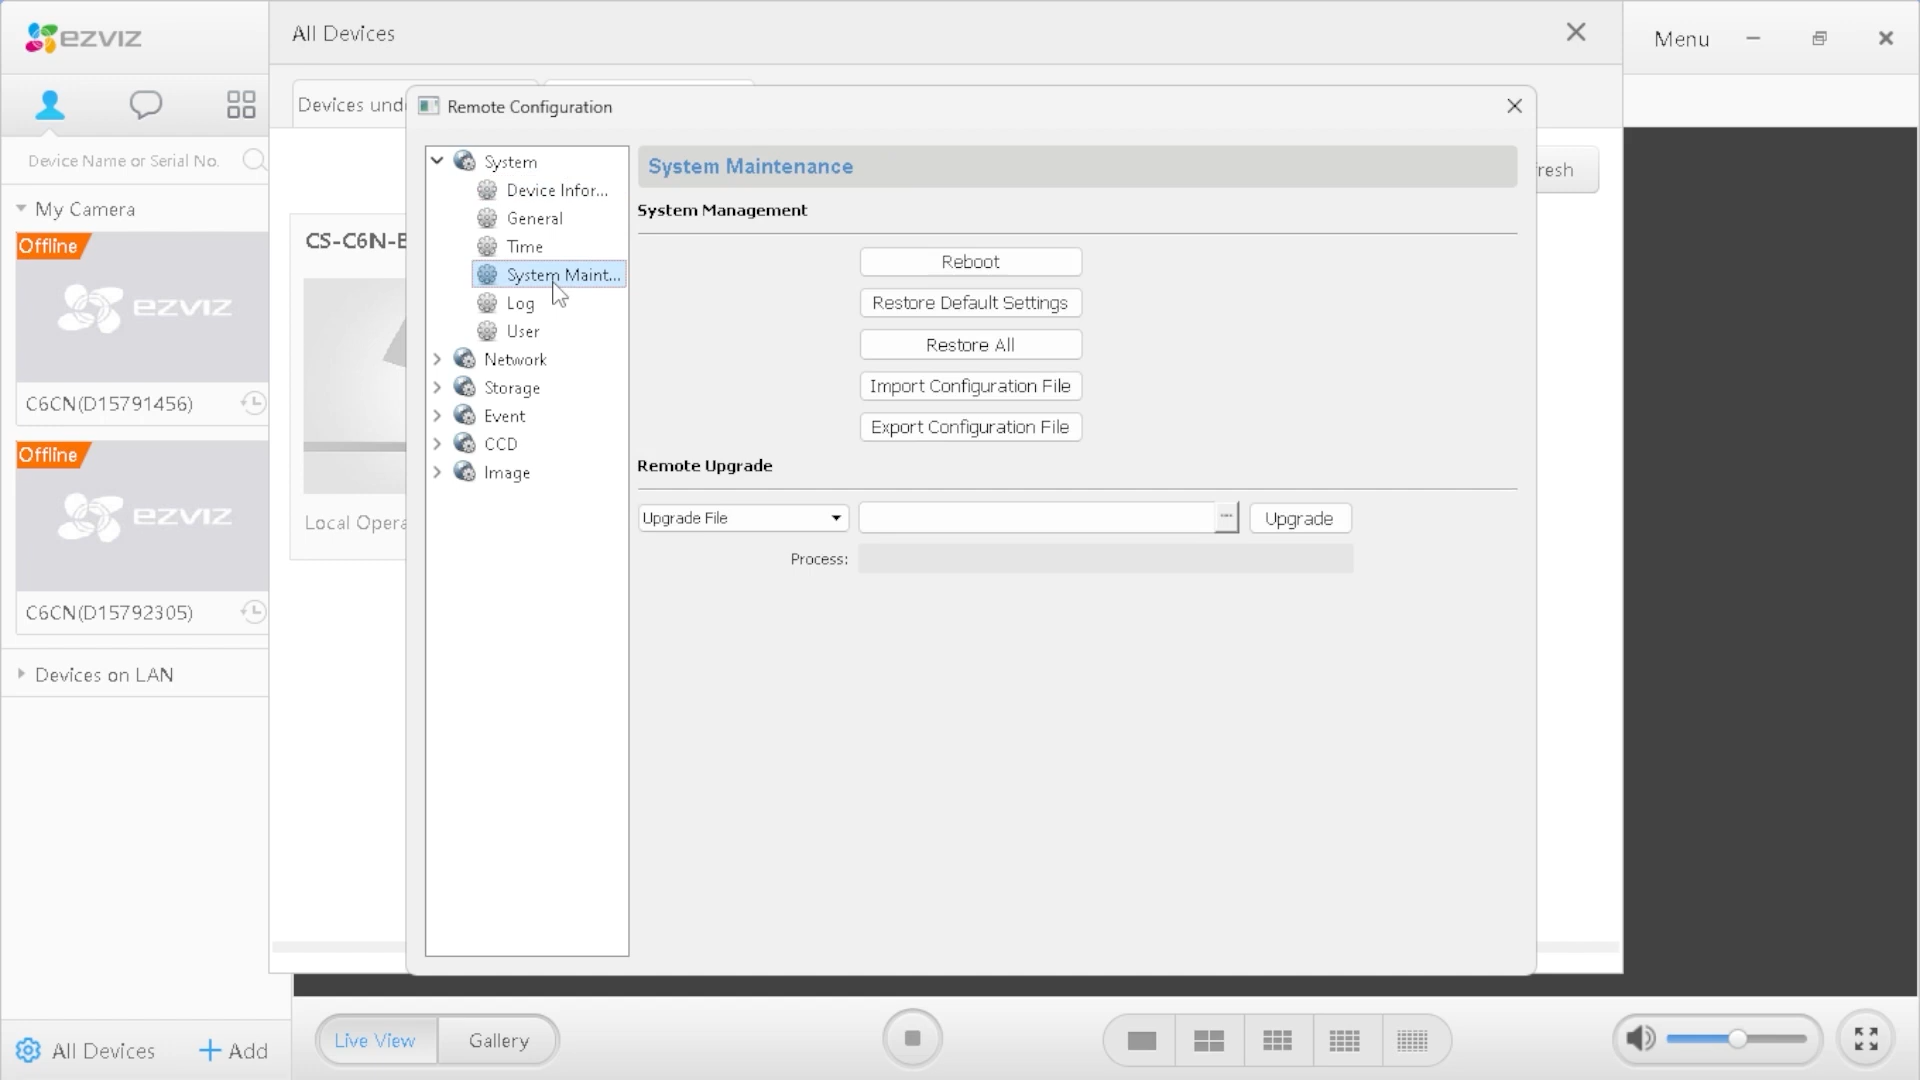 ezviz
All Devices
Menu
Devices und
Remote Configuration
Device Name or Serial No.
System
System Maintenance
resh
Device Infor...
My Camera
General
System Management
Offline
CS-C6N-B
Time
Reboot
System Maint...
Log
Restore Default Settings
ezviz
User
Restore All
Network
Storage
Import Configuration File
C6CN(D15791456)
Event
Export Configuration File
CCD
Offline
Image
Remote Upgrade
ezviz
Local Opera
Upgrade File
...
Upgrade
Process:
C6CN(D15792305)
Devices on LAN
All Devices
Add
Live View
Gallery